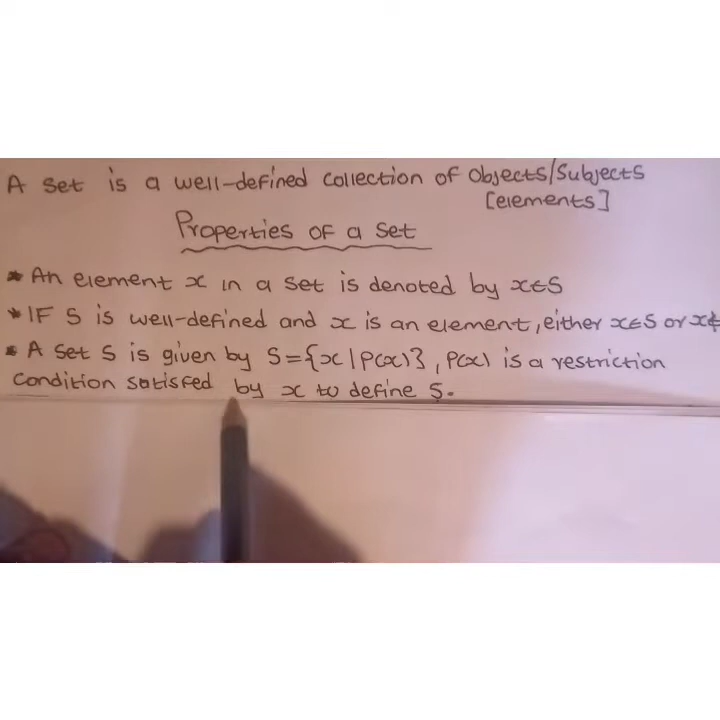 A set is a well-defined collection of objects/subjects
[elements]
Properties of a set
* An element x in a set is denoted by x∈S
* IF S is well-defined and x is an element, either x∈S or x∉
* A set S is given by S={x|P(x)}, P(x) is a restriction
condition satisfed by x to define S.